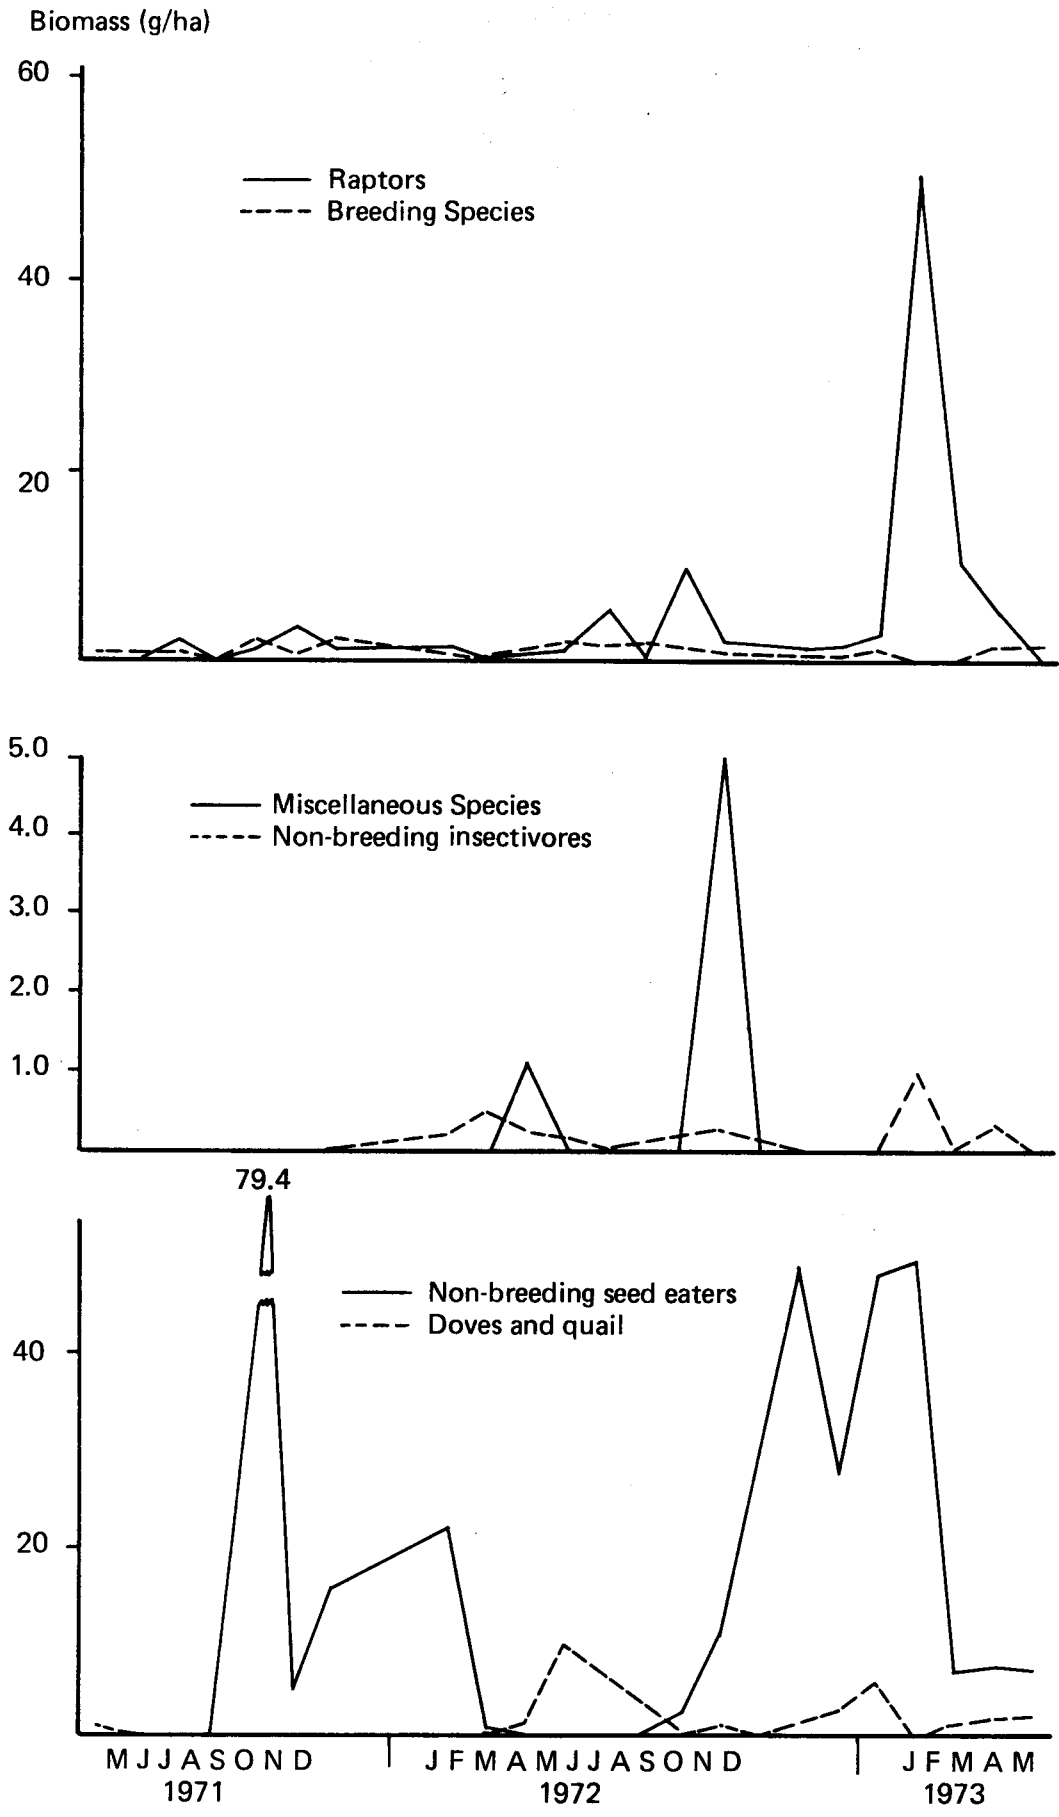 Biomass (g/ha)
60
Raptors
Breeding Species
40
20
5.0
Miscellaneous Species
4.0
Non-breeding insectivores
3.0
2.0
1.0
79.4
Non-breeding seed eaters
Doves and quail
40
20
M J J A S O N D J F M A M J J A S O N D J F M A M
1971 1972 1973